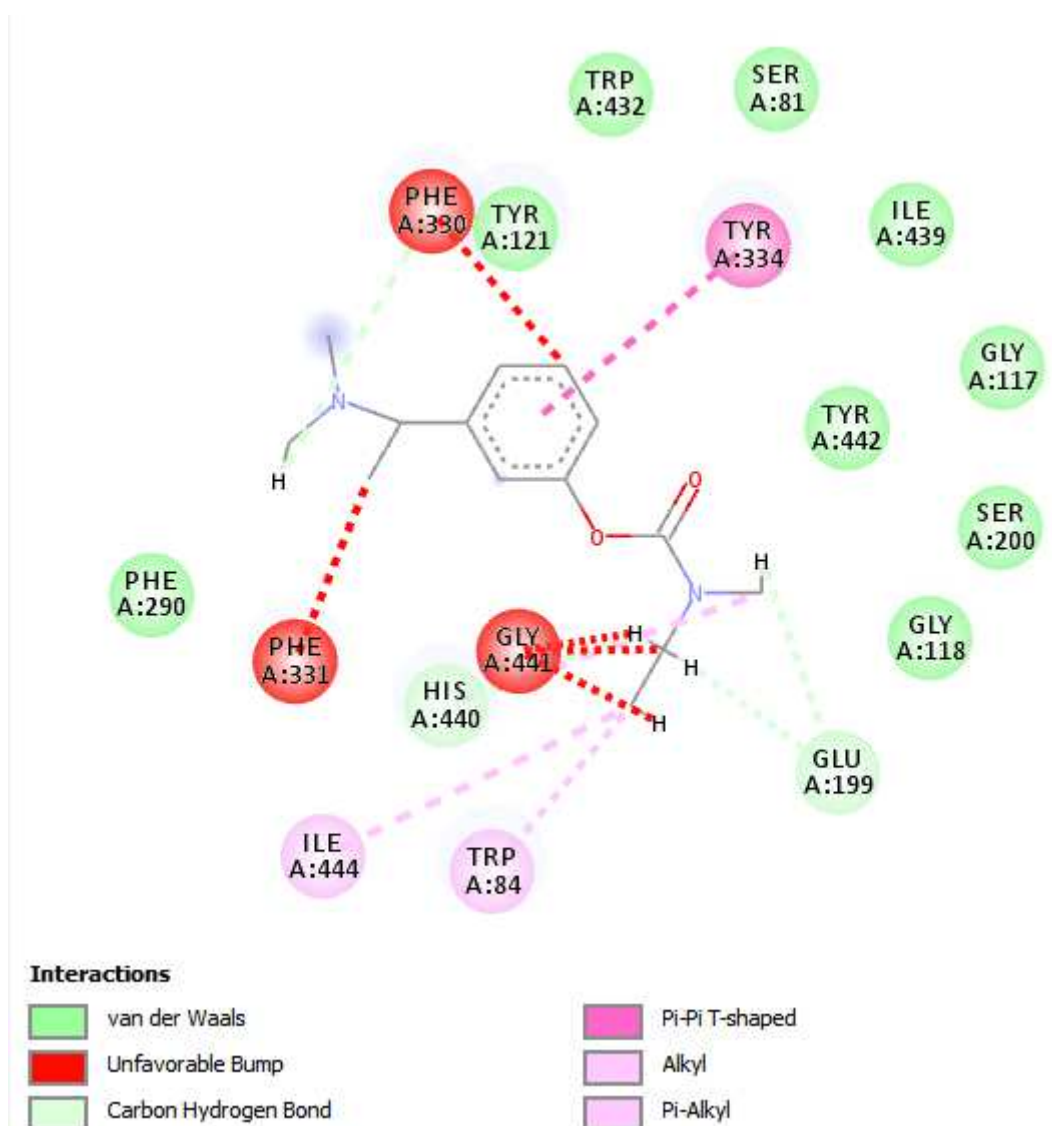 TRP
A:432
SER
A:81
PHE
A:330
TYR
A:121
TYR
A:334
ILE
A:439
GLY
A:117
N
H
TYR
A:442
O
SER
A:200
O
H
N
PHE
A:290
PHE
A:331
GLY
A:441
H
H
GLY
A:118
HIS
A:440
H
GLU
A:199
ILE
A:444
TRP
A:84
Interactions
van der Waals
Unfavorable Bump
Carbon Hydrogen Bond
Pi-Pi T-shaped
Alkyl
Pi-Alkyl